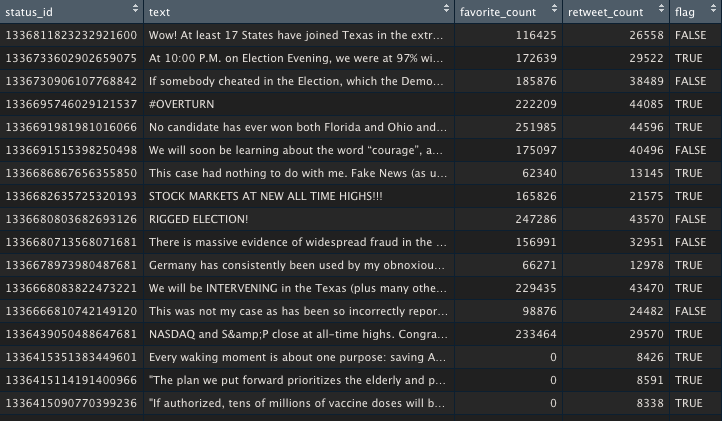 status_id text favorite_count retweet_count flag
1336811823232921600 Wow! At least 17 States have joined Texas in the extr... 116425 26558 FALSE
1336733602902659075 At 10:00 P.M. on Election Evening, we were at 97% wi... 172639 29522 TRUE
1336730906107768842 If somebody cheated in the Election, which the Demo... 185876 38489 FALSE
1336695746029121537 #OVERTURN 222209 44085 TRUE
1336691981981016066 No candidate has ever won both Florida and Ohio and... 251985 44596 TRUE
1336691515398250498 We will soon be learning about the word “courage”, a... 175097 40496 FALSE
1336686867656355850 This case had nothing to do with me. Fake News (as u... 62340 13145 TRUE
1336682635725320193 STOCK MARKETS AT NEW ALL TIME HIGHS!!! 165826 21575 TRUE
1336680803682693126 RIGGED ELECTION! 247286 43570 FALSE
1336680713568071681 There is massive evidence of widespread fraud in the ... 156991 32951 FALSE
1336678973980487681 Germany has consistently been used by my obnoxiou... 66271 12978 TRUE
1336668083822473221 We will be INTERVENING in the Texas (plus many othe... 229435 43470 TRUE
1336666810742149120 This was not my case as has been so incorrectly repor... 98876 24482 FALSE
1336439050488647681 NASDAQ and S&amp;P close at all-time highs. Congra... 233464 29570 TRUE
1336415351383449601 Every waking moment is about one purpose: saving A... 0 8426 TRUE
1336415114191400966 "The plan we put forward prioritizes the elderly and p... 0 8591 TRUE
1336415090770399236 "If authorized, tens of millions of vaccine doses will b... 0 8338 TRUE